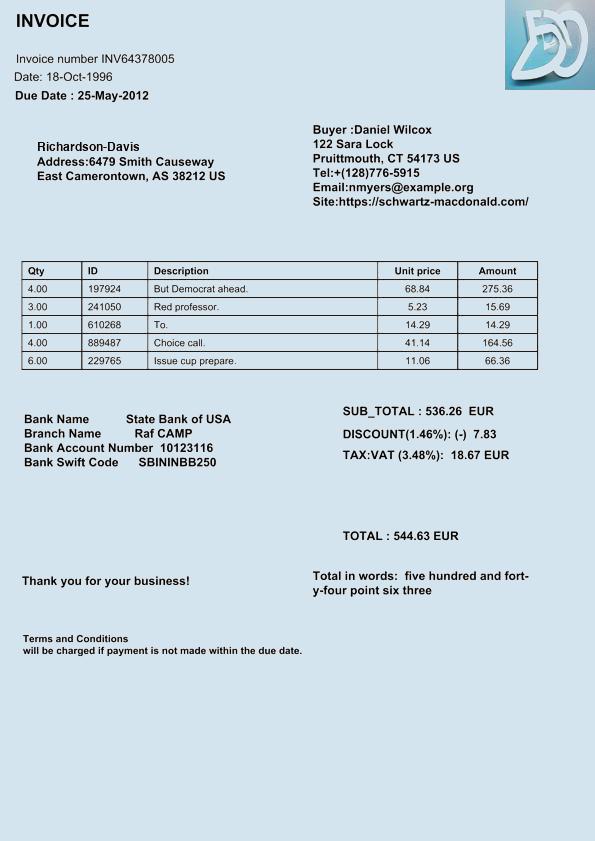 INVOICE
Invoice number INV64378005
Date: 18-Oct-1996
Due Date : 25-May-2012
Richardson-Davis
Address:6479 Smith Causeway
East Camerontown, AS 38212 US
Buyer :Daniel Wilcox
122 Sara Lock
Pruittmouth, CT 54173 US
Tel:+(128)776-5915
Email:nmyers@example.org
Site:https://schwartz-macdonald.com/
Qty ID Description Unit price Amount
4.00 197924 But Democrat ahead. 68.84 275.36
3.00 241050 Red professor. 5.23 15.69
1.00 610268 To. 14.29 14.29
4.00 889487 Choice call. 41.14 164.56
6.00 229765 Issue cup prepare. 11.06 66.36
Bank Name State Bank of USA
Branch Name Raf CAMP
Bank Account Number 10123116
Bank Swift Code SBININBB250
SUB_TOTAL : 536.26 EUR
DISCOUNT(1.46%): (-) 7.83
TAX:VAT (3.48%): 18.67 EUR
TOTAL : 544.63 EUR
Thank you for your business!
Total in words: five hundred and fort-
y-four point six three
Terms and Conditions
will be charged if payment is not made within the due date.